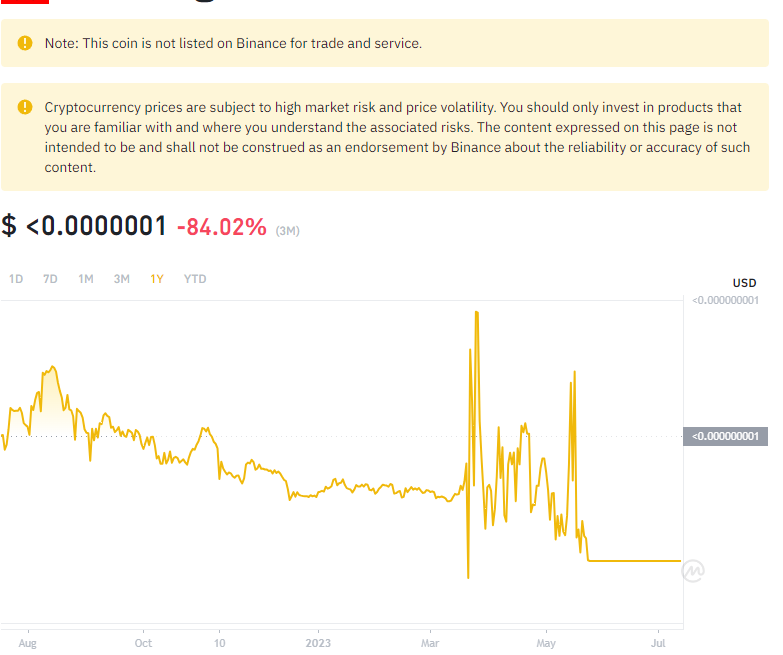 Note: This coin is not listed on Binance for trade and service.
Cryptocurrency prices are subject to high market risk and price volatility. You should only invest in products that
you are familiar with and where you understand the associated risks. The content expressed on this page is not
intended to be and shall not be construed as an endorsement by Binance about the reliability or accuracy of such
content.
$ <0.0000001 -84.02% (3M)
1D 7D 1M 3M 1Y YTD
USD
<0.000000001
<0.000000001
Aug Oct 10 2023 Mar May Jul